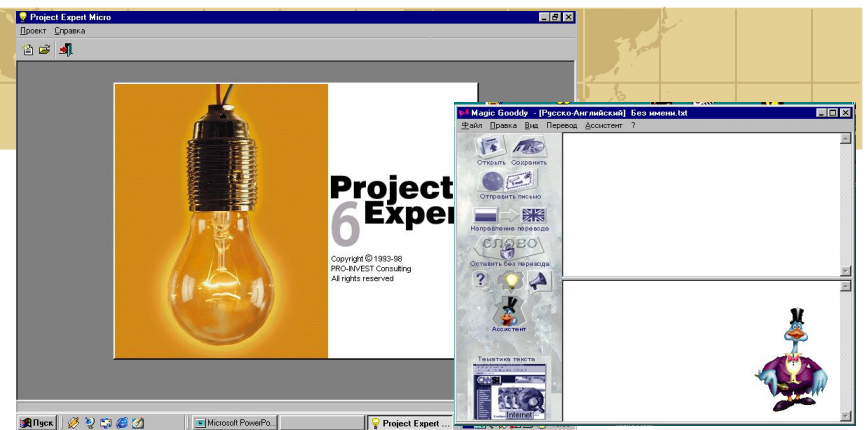 Project Expert Micro
Проект Справка
Project
6 Exper
Copyright © 1993-98
PRO-INVEST Consulting
All rights reserved
Magic Gooddy - [Русско-Английский] Без имени.txt
Файл Правка Вид Перевод Ассистент ?
Открыть Сохранить
Отправить письмо
Направление перевода
СЛОВО
Оставить без перевода
?
Ассистент
Тематика текста
Internet
Пуск
Microsoft PowerPo...
Project Expert ...